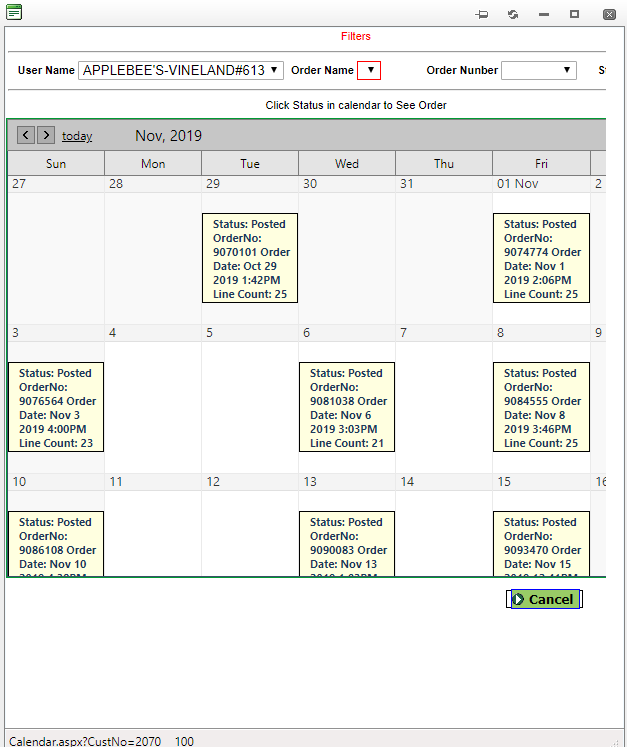 Filters
User Name APPLEBEE'S-VINELAND#613 Order Name Order Nunber St
Click Status in calendar to See Order
today Nov, 2019
Sun Mon Tue Wed Thu Fri
27 28 29 30 31 01 Nov 2
Status: Posted
OrderNo:
9070101 Order
Date: Oct 29
2019 1:42PM
Line Count: 25
Status: Posted
OrderNo:
9074774 Order
Date: Nov 1
2019 2:06PM
Line Count: 25
3 4 5 6 7 8 9
Status: Posted
OrderNo:
9076564 Order
Date: Nov 3
2019 4:00PM
Line Count: 23
Status: Posted
OrderNo:
9081038 Order
Date: Nov 6
2019 3:03PM
Line Count: 21
Status: Posted
OrderNo:
9084555 Order
Date: Nov 8
2019 3:46PM
Line Count: 25
10 11 12 13 14 15 16
Status: Posted
OrderNo:
9086108 Order
Date: Nov 10
Status: Posted
OrderNo:
9090083 Order
Date: Nov 13
Status: Posted
OrderNo:
9093470 Order
Date: Nov 15
Cancel
Calendar.aspx?CustNo=2070 100